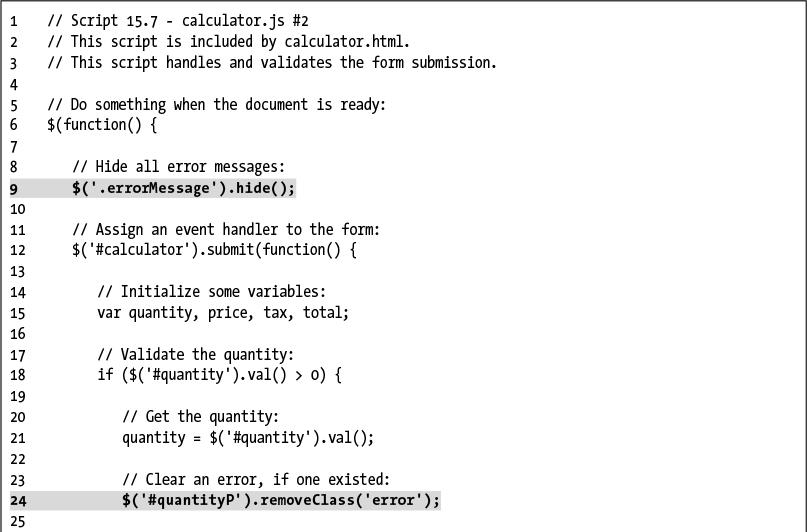 1 // Script 15.7 - calculator.js #2
2 // This script is included by calculator.html.
3 // This script handles and validates the form submission.
4
5 // Do something when the document is ready:
6 $(function() {
7
8 // Hide all error messages:
9 $('.errorMessage').hide();
10
11 // Assign an event handler to the form:
12 $('#calculator').submit(function() {
13
14 // Initialize some variables:
15 var quantity, price, tax, total;
16
17 // Validate the quantity:
18 if ($('#quantity').val() > 0) {
19
20 // Get the quantity:
21 quantity = $('#quantity').val();
22
23 // Clear an error, if one existed:
24 $('#quantityP').removeClass('error');
25